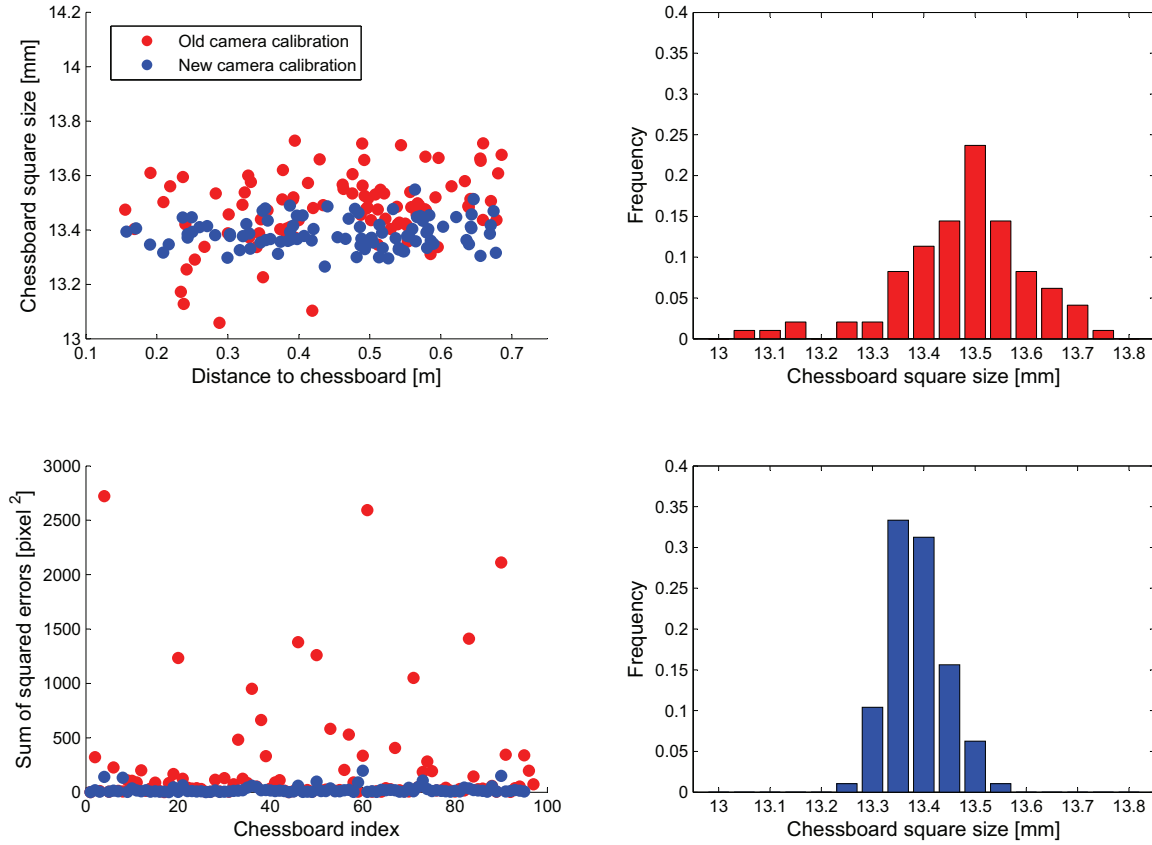 14.2
14
13.8
13.6
13.4
13.2
13
0.1 0.2 0.3 0.4 0.5 0.6 0.7
Chessboard square size [mm]
Distance to chessboard [m]
Old camera calibration
New camera calibration
0.4
0.35
0.3
0.25
0.2
0.15
0.1
0.05
0
13 13.1 13.2 13.3 13.4 13.5 13.6 13.7 13.8
Frequency
Chessboard square size [mm]
3000
2500
2000
1500
1000
500
0
0 20 40 60 80 100
Sum of squared errors [pixel 2]
Chessboard index
0.4
0.35
0.3
0.25
0.2
0.15
0.1
0.05
0
13 13.1 13.2 13.3 13.4 13.5 13.6 13.7 13.8
Frequency
Chessboard square size [mm]